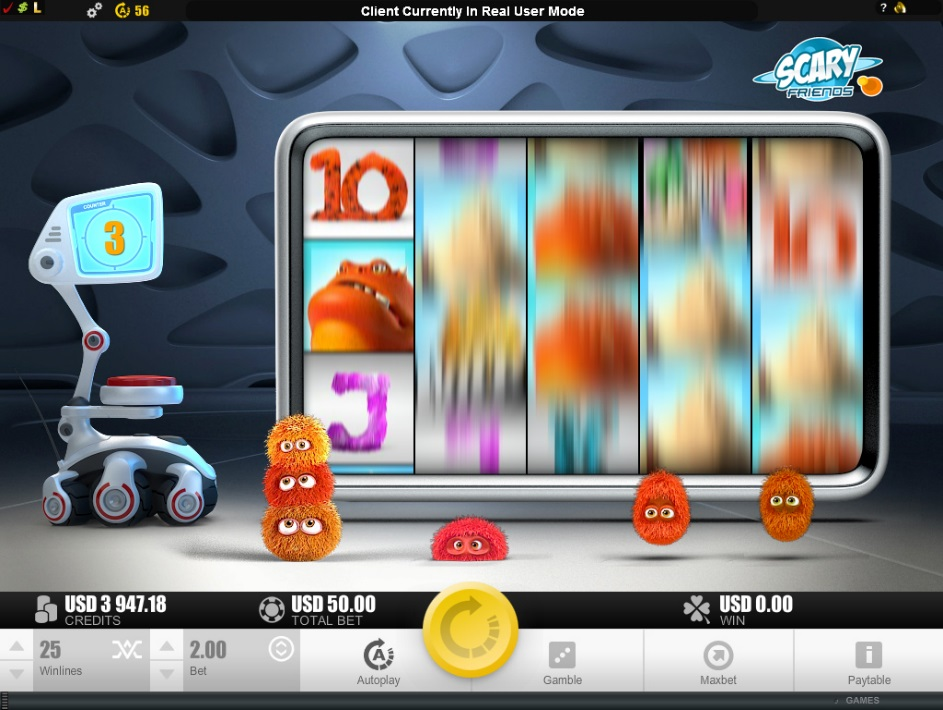 L
56
Client Currently In Real User Mode
?
SCARY
FRIENDS
10
COUNTER
3
J
USD 3 947.18
CREDITS
USD 50.00
TOTAL BET
USD 0.00
WIN
25
Winlines
2.00
Bet
A
Autoplay
Gamble
Maxbet
i
Paytable
GAMES